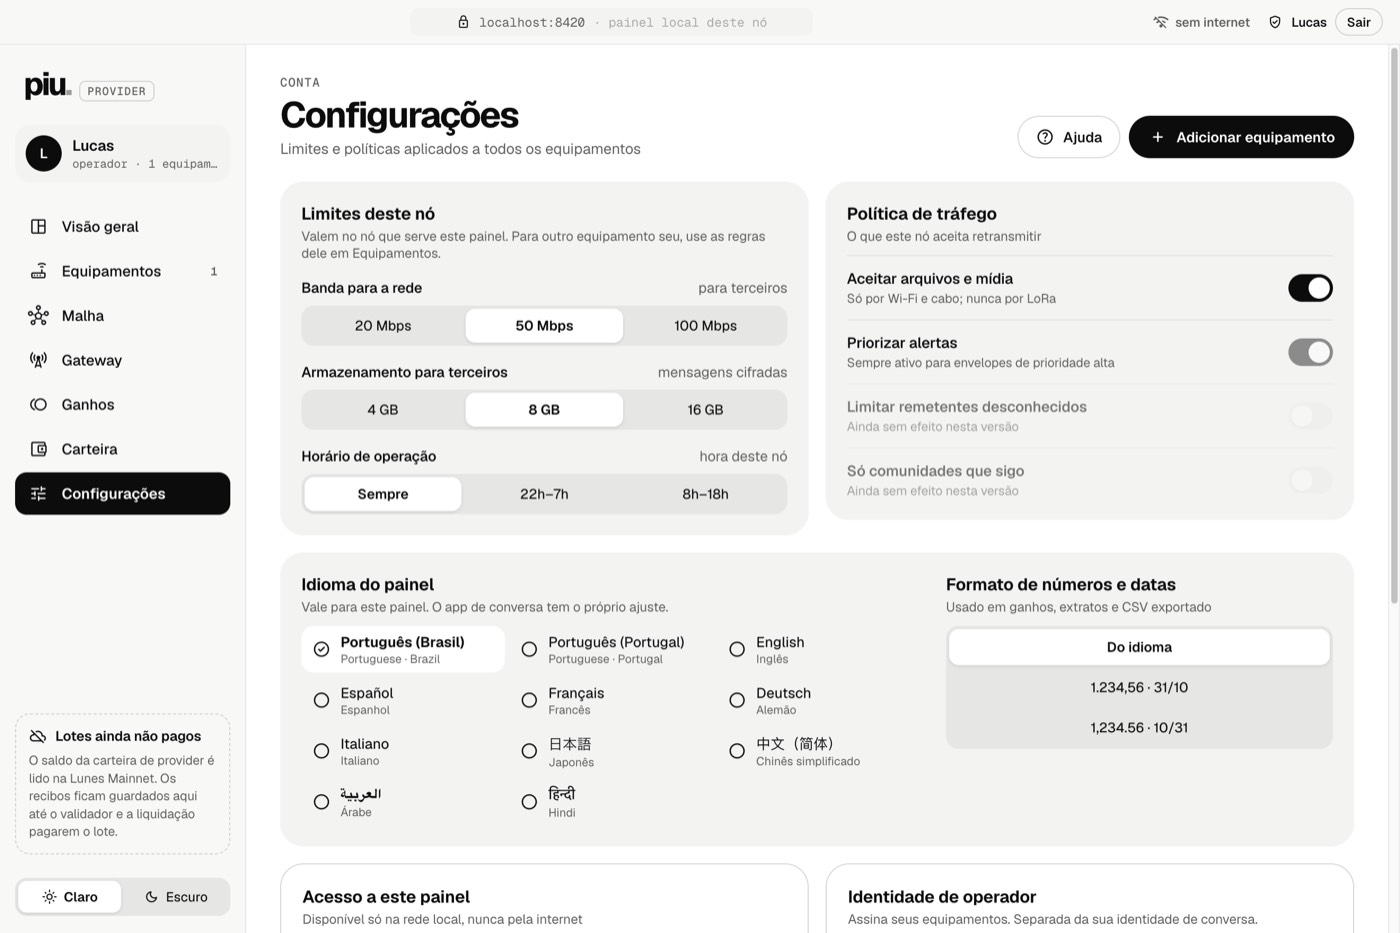 localhost:8420 · painel local deste nó
sem internet
Lucas
Sair
piu.
PROVIDER
L
Lucas
operador · 1 equipam…
Visão geral
Equipamentos 1
Malha
Gateway
Ganhos
Carteira
Configurações
Lotes ainda não pagos
O saldo da carteira de provider é
lido na Lunes Mainnet. Os
recibos ficam guardados aqui
até o validador e a liquidação
pagarem o lote.
Claro
Escuro
CONTA
Configurações
Limites e políticas aplicados a todos os equipamentos
Ajuda
+ Adicionar equipamento
Limites deste nó
Valem no nó que serve este painel. Para outro equipamento seu, use as regras
dele em Equipamentos.
Banda para a rede para terceiros
20 Mbps 50 Mbps 100 Mbps
Armazenamento para terceiros mensagens cifradas
4 GB 8 GB 16 GB
Horário de operação hora deste nó
Sempre 22h–7h 8h–18h
Política de tráfego
O que este nó aceita retransmitir
Aceitar arquivos e mídia
Só por Wi-Fi e cabo; nunca por LoRa
Priorizar alertas
Sempre ativo para envelopes de prioridade alta
Limitar remetentes desconhecidos
Ainda sem efeito nesta versão
Só comunidades que sigo
Ainda sem efeito nesta versão
Idioma do painel
Vale para este painel. O app de conversa tem o próprio ajuste.
Português (Brasil)
Portuguese · Brazil
Português (Portugal)
Portuguese · Portugal
English
Inglês
Español
Espanhol
Français
Francês
Deutsch
Alemão
Italiano
Italiano
日本語
Japonês
中文（简体）
Chinês simplificado
العربية
Árabe
हिन्दी
Hindi
Formato de números e datas
Usado em ganhos, extratos e CSV exportado
Do idioma
1.234,56 · 31/10
1,234.56 · 10/31
Acesso a este painel
Disponível só na rede local, nunca pela internet
Identidade de operador
Assina seus equipamentos. Separada da sua identidade de conversa.